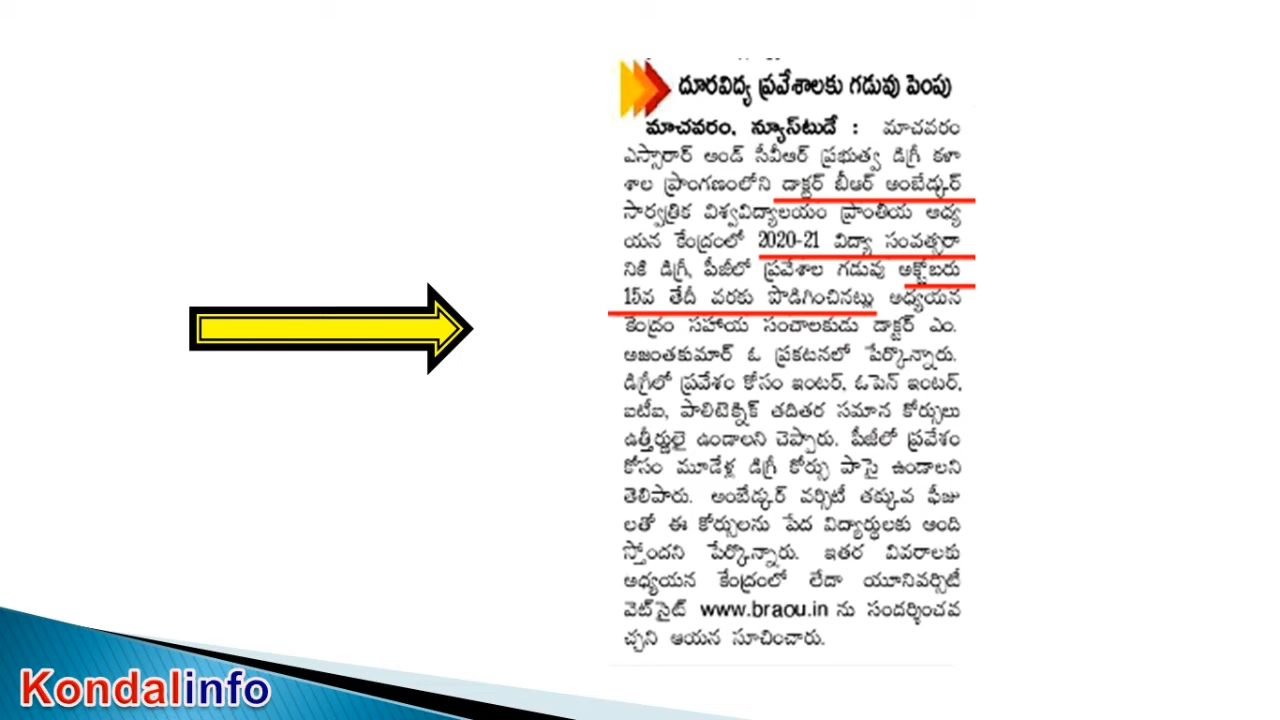 దూరవిద్య ప్రవేశాలకు గడువు పెంపు
మాచవరం, న్యూస్‌టుడే : మాచవరం
ఎస్సారార్ అండ్ సీవీఆర్ ప్రభుత్వ డిగ్రీ కళా
శాల ప్రాంగణంలోని డాక్టర్ బీఆర్ అంబేడ్కర్
సార్వత్రిక విశ్వవిద్యాలయం ప్రాంతీయ అధ్య
యన కేంద్రంలో 2020-21 విద్యా సంవత్సరా
నికి డిగ్రీ, పీజీలో ప్రవేశాల గడువు అక్టోబరు
15వ తేదీ వరకు పొడిగించినట్లు అధ్యయన
కేంద్రం సహాయ సంచాలకుడు డాక్టర్ ఎం.
అజంతకుమార్ ఓ ప్రకటనలో పేర్కొన్నారు.
డిగ్రీలో ప్రవేశం కోసం ఇంటర్, ఓపెన్ ఇంటర్,
ఐటీఐ, పాలిటెక్నిక్ తదితర సమాన కోర్సులు
ఉత్తీర్ణులై ఉండాలని చెప్పారు. పీజీలో ప్రవేశం
కోసం మూడేళ్ల డిగ్రీ కోర్సు పాసై ఉండాలని
తెలిపారు. అంబేడ్కర్ వర్సిటీ తక్కువ ఫీజు
లతో ఈ కోర్సులను పేద విద్యార్థులకు అంది
స్తోందని పేర్కొన్నారు. ఇతర వివరాలకు
అధ్యయన కేంద్రంలో లేదా యూనివర్సిటీ
వెబ్‌సైట్ www.braou.in ను సందర్శించవ
చ్చని ఆయన సూచించారు.
Kondalinfo